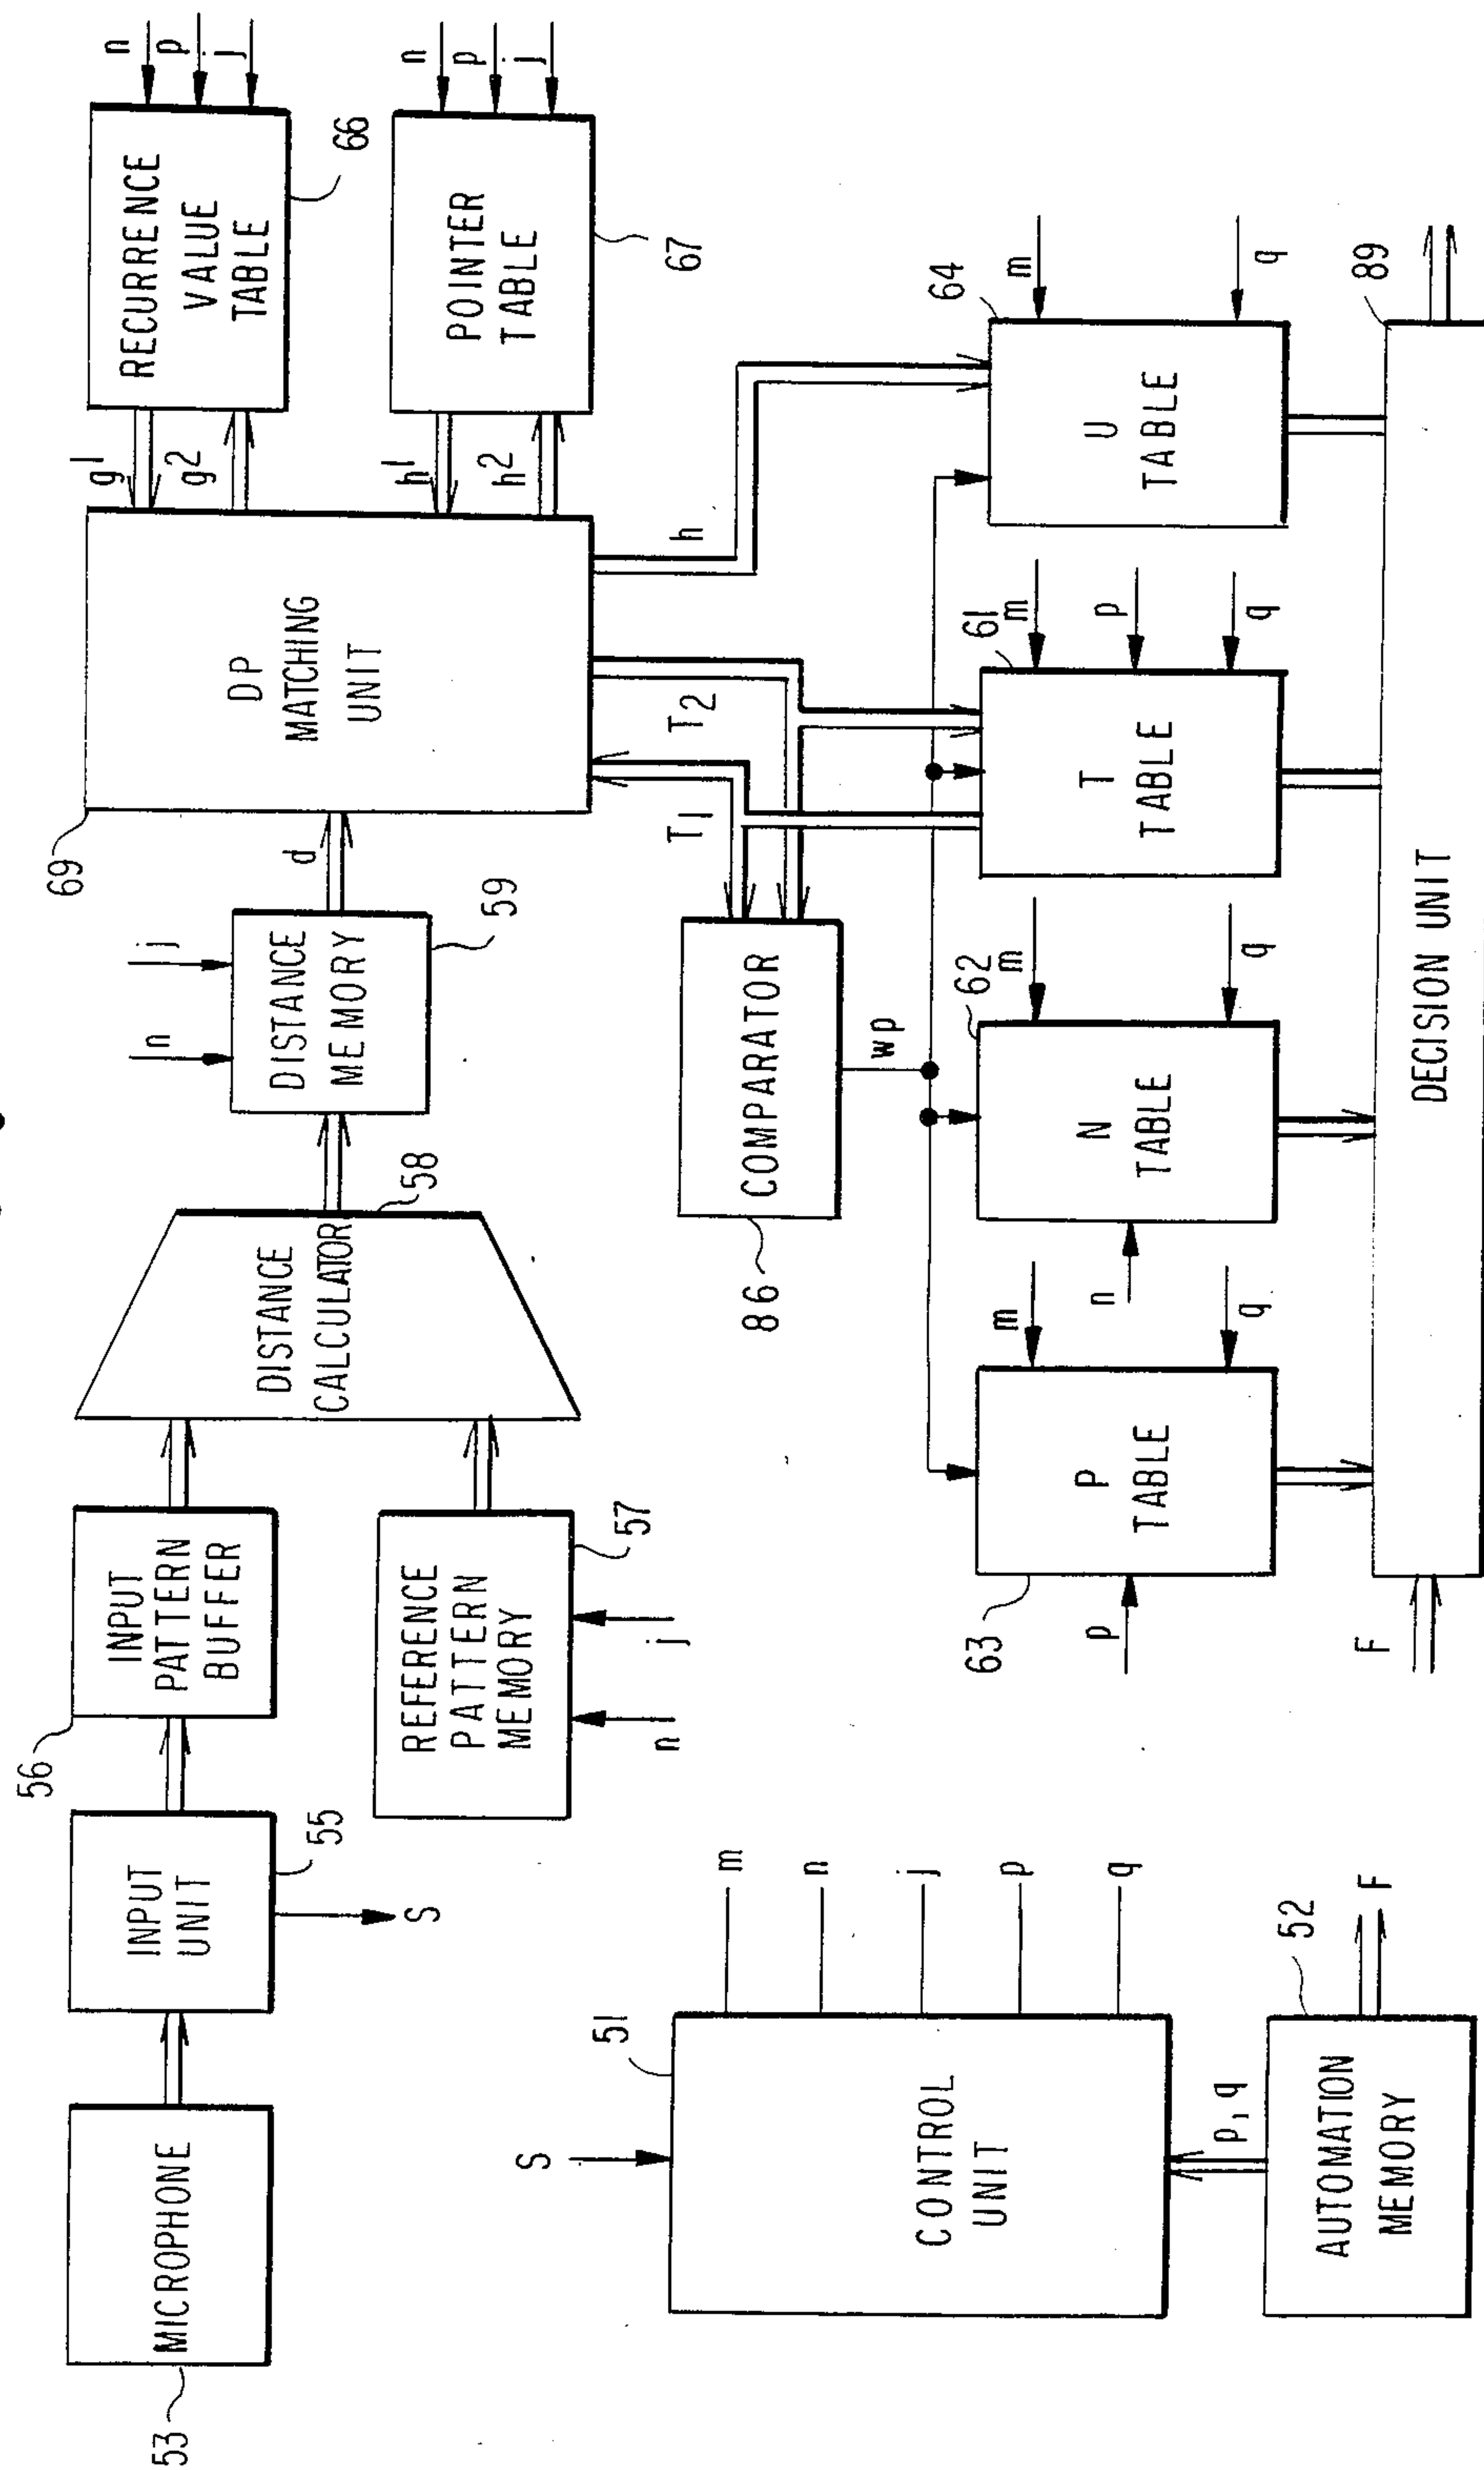 53
MICROPHONE
INPUT
UNIT
55
S
56
INPUT
PATTERN
BUFFER
REFERENCE
PATTERN
MEMORY
57
n
j
DISTANCE
CALCULATOR
58
n
j
DISTANCE
MEMORY
59
d
69
DP
MATCHING
UNIT
g1
g2
RECURRENCE
VALUE
TABLE
66
n
p
j
h1
h2
POINTER
TABLE
67
n
p
j
h
T1
T2
86
COMPARATOR
wp
S
51
CONTROL
UNIT
m
n
j
p
q
p, q
52
AUTOMATION
MEMORY
F
63
P
TABLE
p
m
q
62
N
TABLE
n
m
q
61
T
TABLE
m
p
q
64
U
TABLE
m
q
F
DECISION UNIT
89